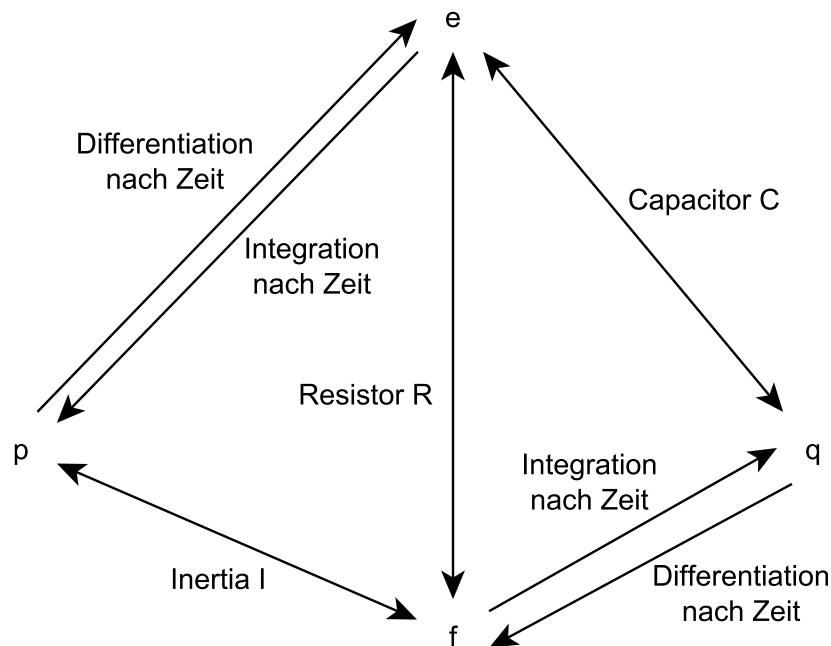 e
Differentiation
nach Zeit
Capacitor C
Integration
nach Zeit
Resistor R
p
q
Integration
nach Zeit
Inertia I
Differentiation
nach Zeit
f